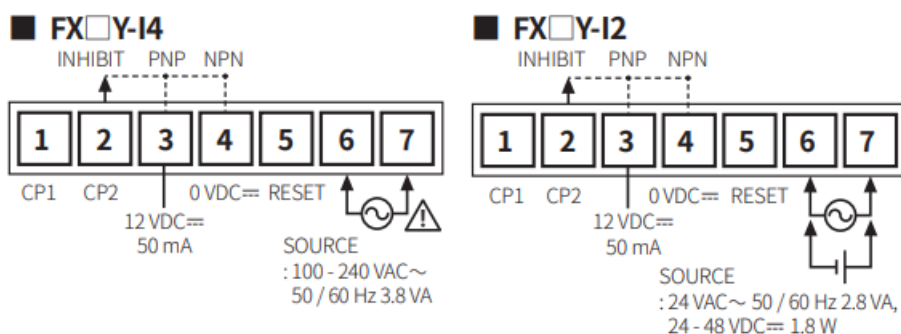 ■ FX□Y-I4
INHIBIT PNP NPN
1 2 3 4 5 6 7
CP1 CP2 0 VDC⎓ RESET
12 VDC⎓
50 mA
SOURCE
: 100 - 240 VAC～
50 / 60 Hz 3.8 VA
■ FX□Y-I2
INHIBIT PNP NPN
1 2 3 4 5 6 7
CP1 CP2 0 VDC⎓ RESET
12 VDC⎓
50 mA
SOURCE
: 24 VAC～ 50 / 60 Hz 2.8 VA,
24 - 48 VDC⎓ 1.8 W